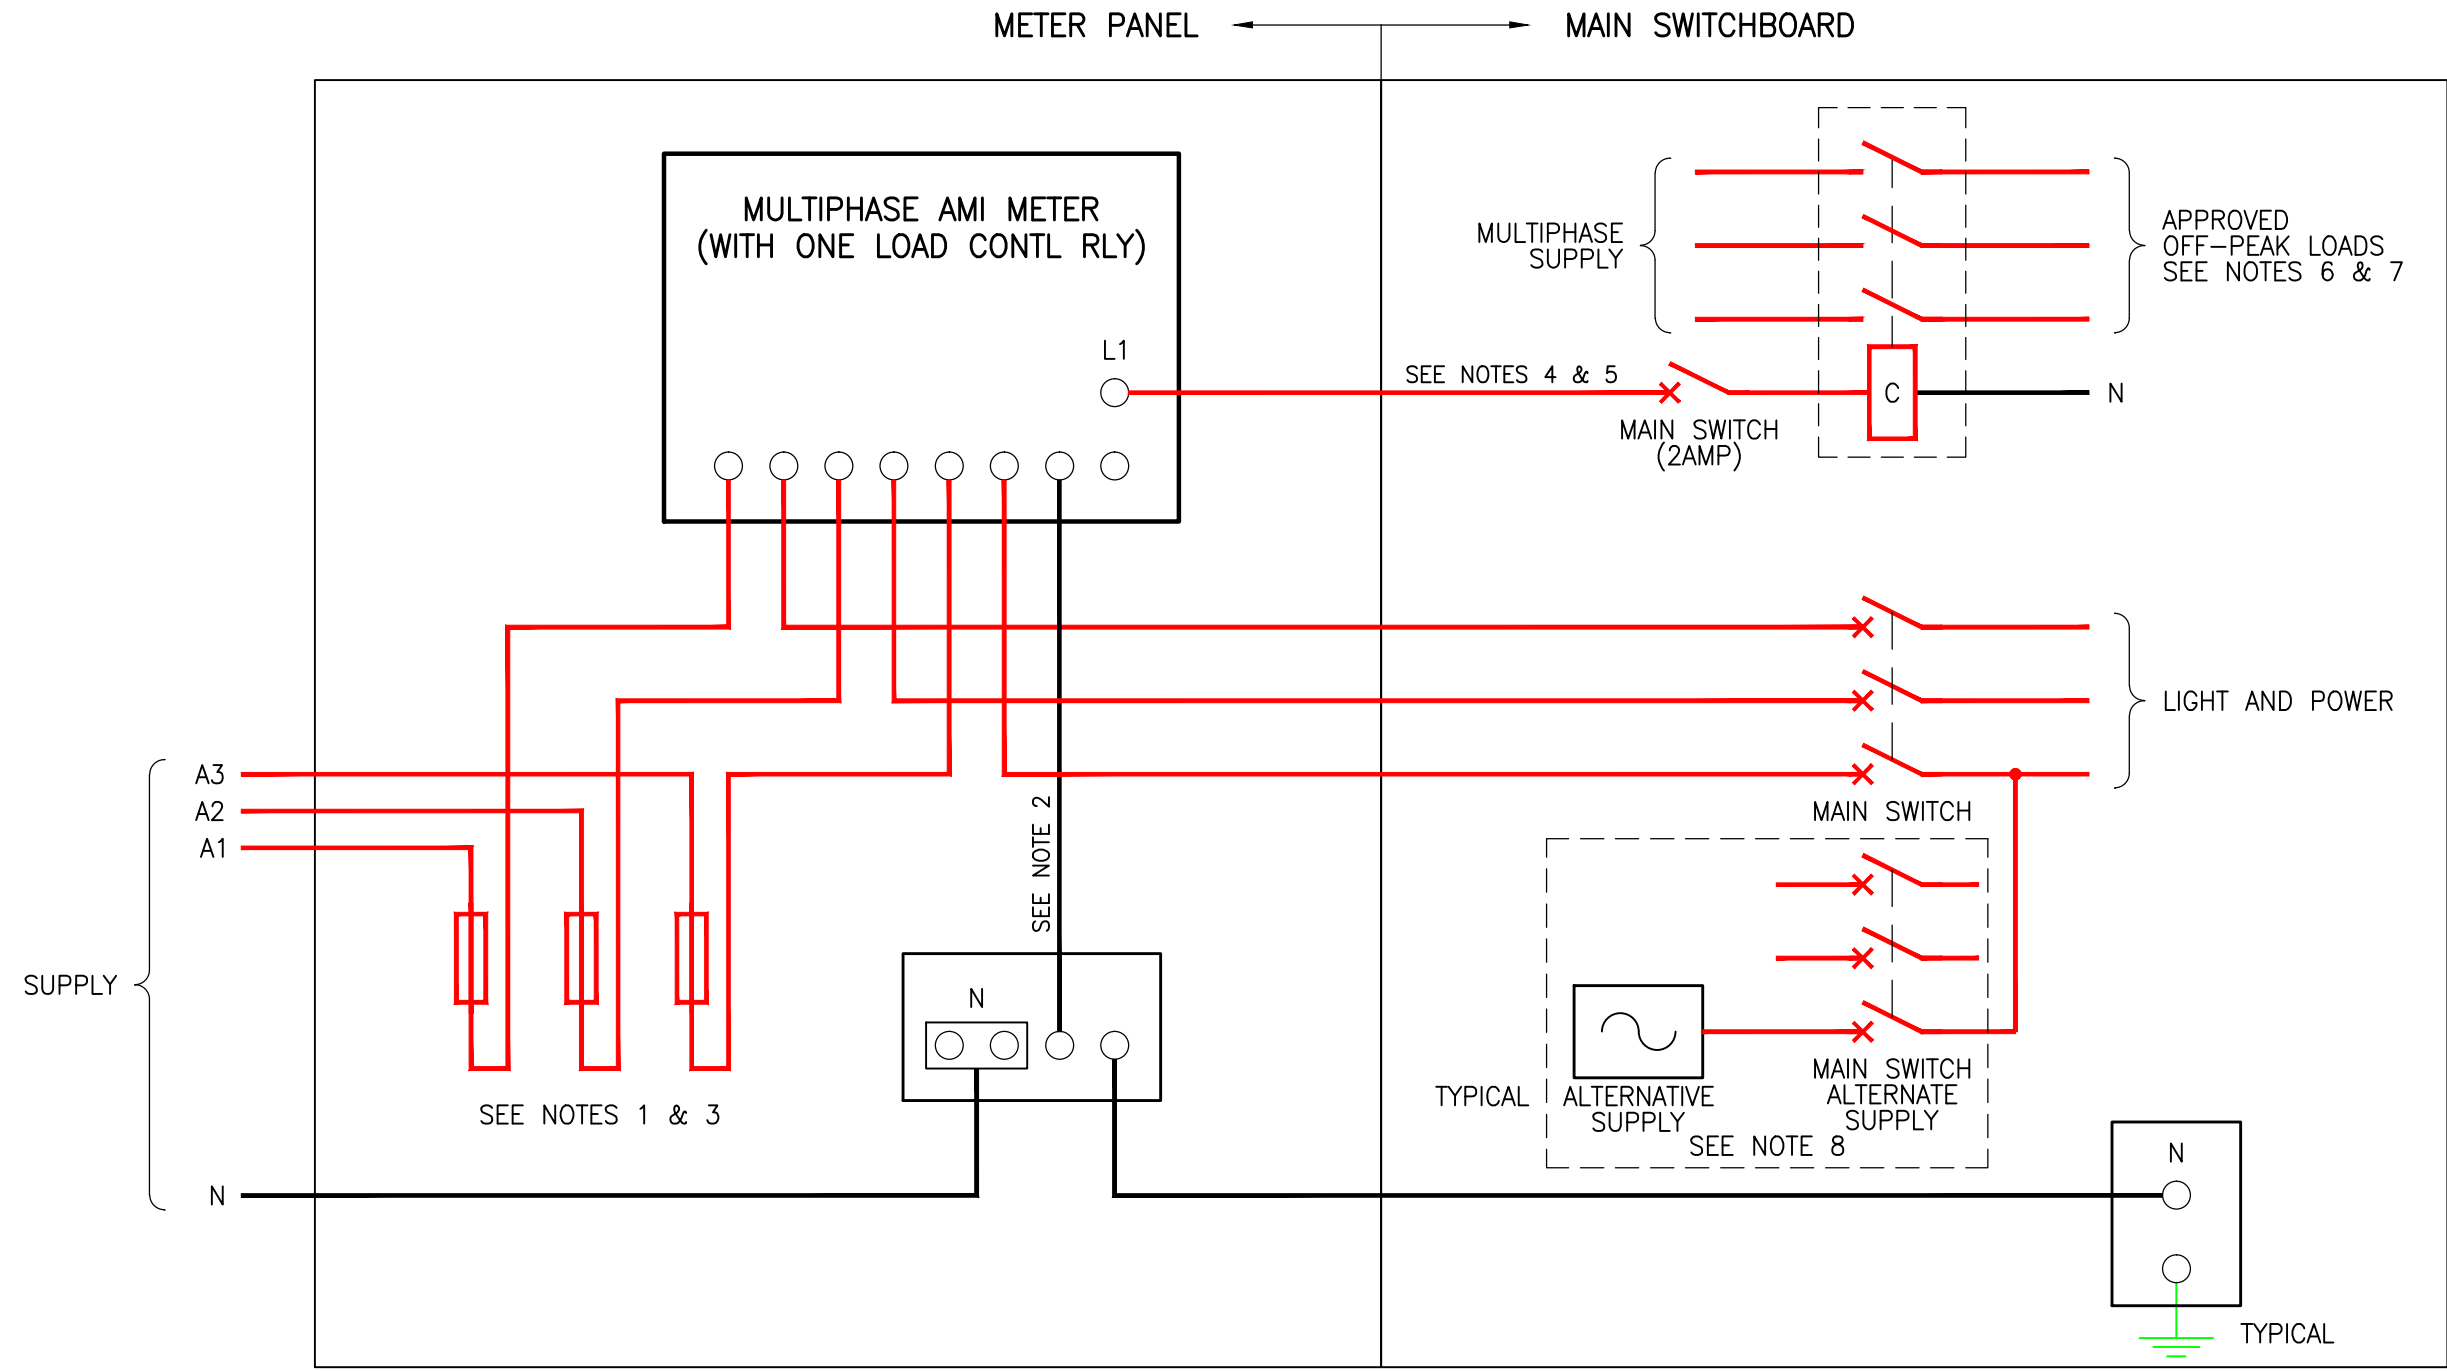 METER PANEL
MAIN SWITCHBOARD
MULTIPHASE AMI METER
(WITH ONE LOAD CONTL RLY)
L1
MULTIPHASE
SUPPLY
APPROVED
OFF-PEAK LOADS
SEE NOTES 6 & 7
SEE NOTES 4 & 5
C
N
MAIN SWITCH
(2AMP)
LIGHT AND POWER
A3
A2
A1
SUPPLY
N
SEE NOTES 1 & 3
SEE NOTE 2
N
MAIN SWITCH
TYPICAL
ALTERNATIVE
SUPPLY
MAIN SWITCH
ALTERNATE
SUPPLY
SEE NOTE 8
N
TYPICAL